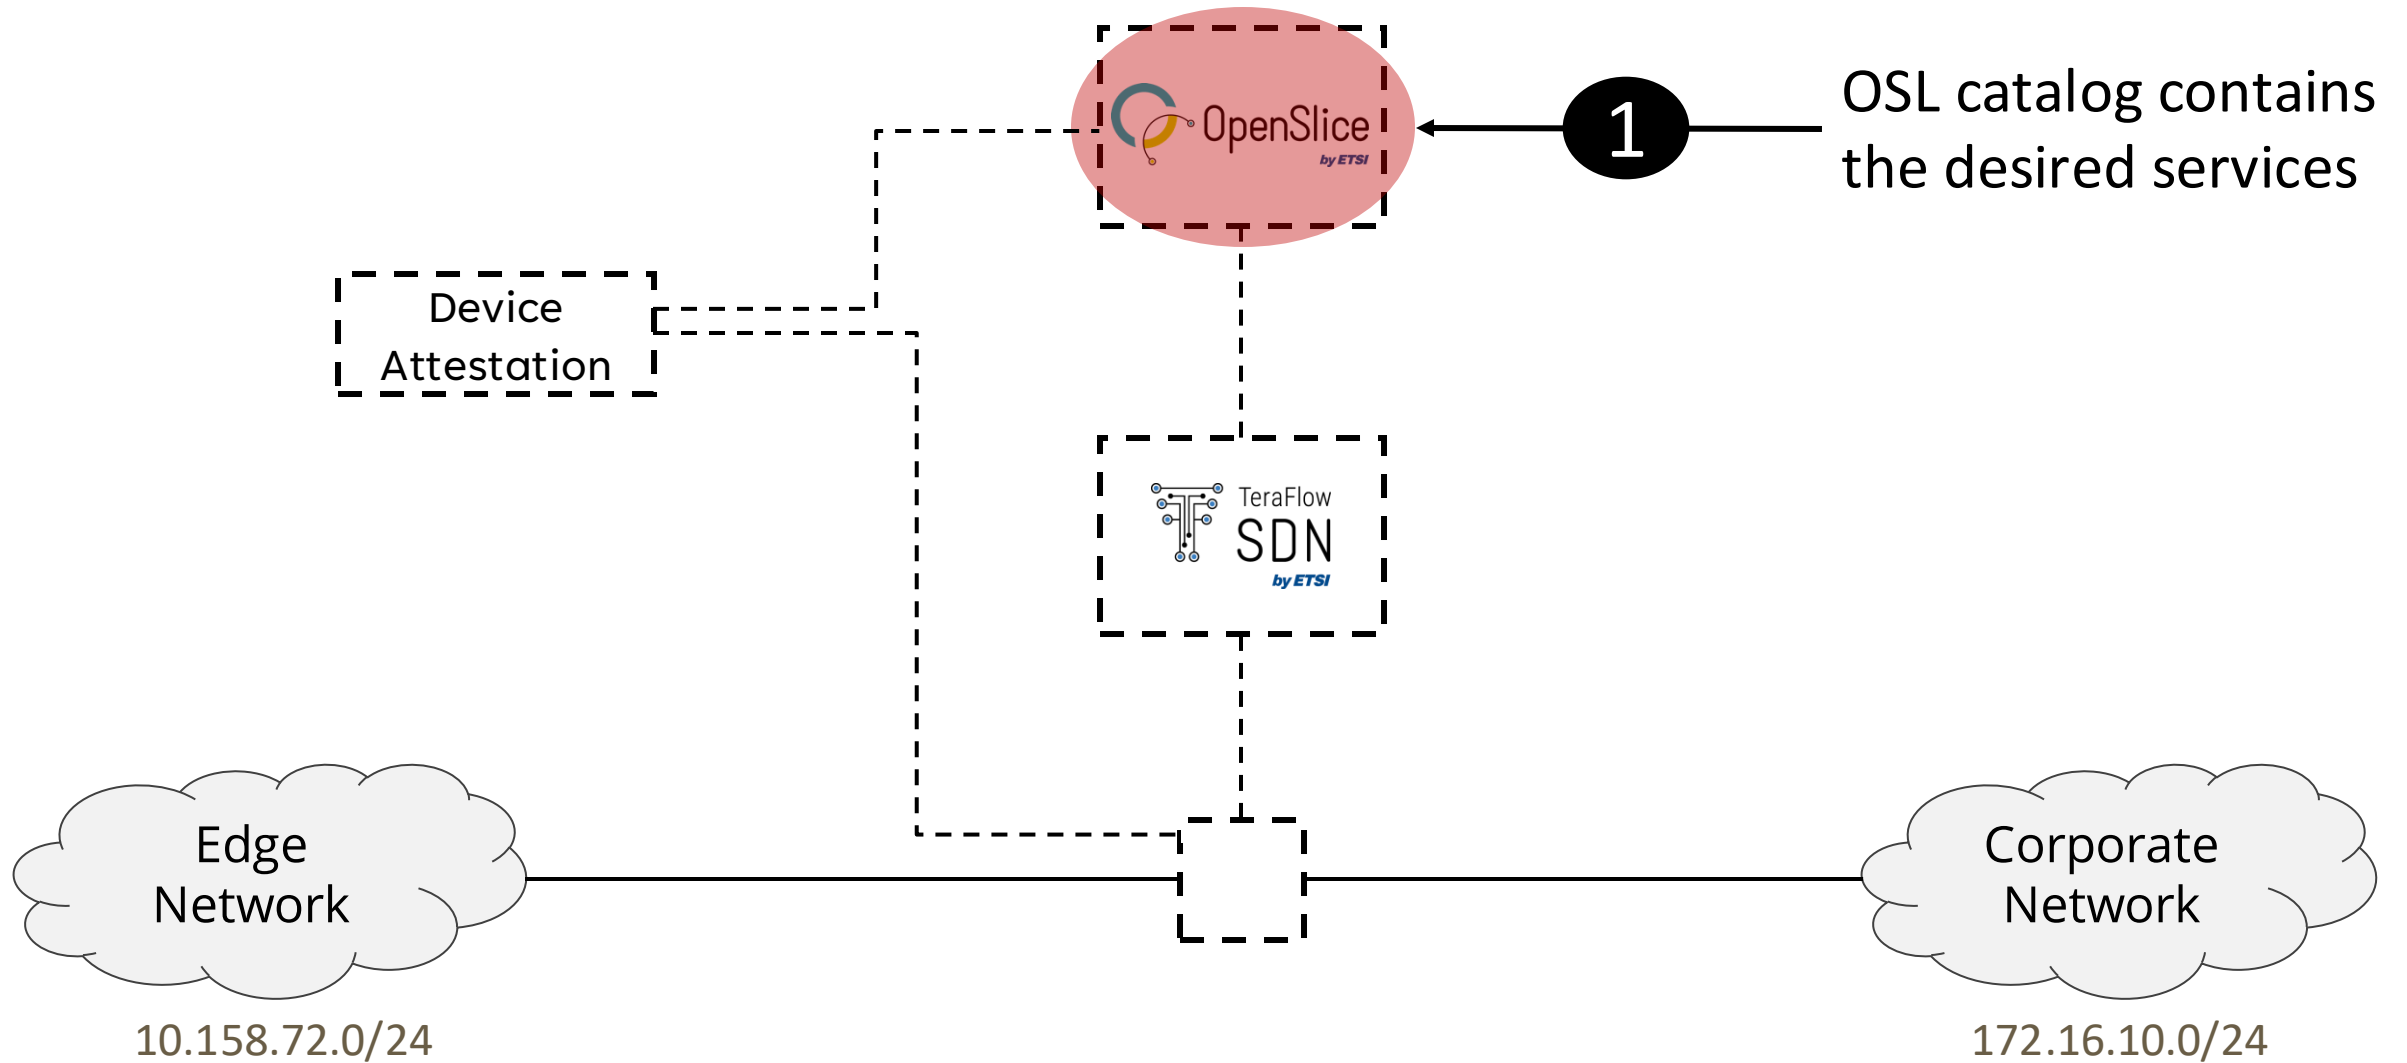 OpenSlice
by ETSI
1
OSL catalog contains
the desired services
Device
Attestation
TeraFlow
SDN
by ETSI
Edge
Network
10.158.72.0/24
Corporate
Network
172.16.10.0/24